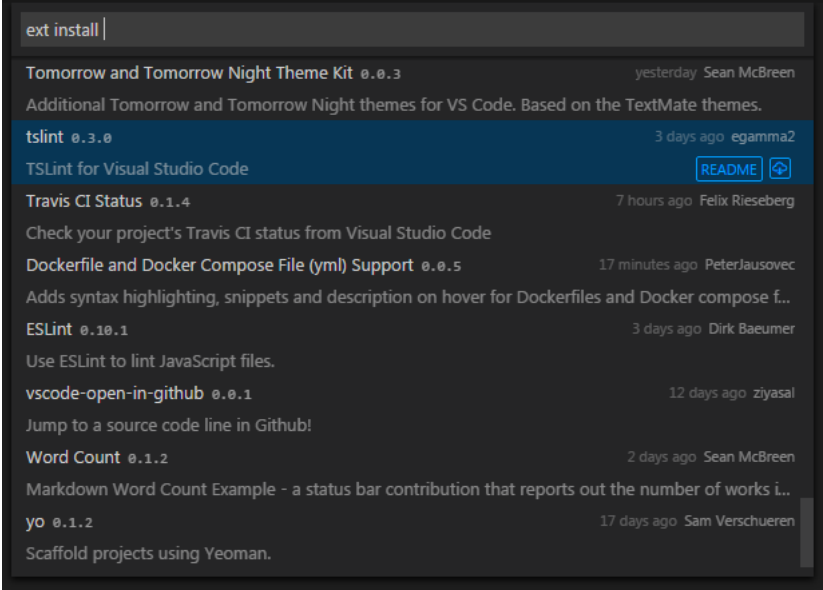 ext install
Tomorrow and Tomorrow Night Theme Kit 0.0.3 yesterday Sean McBreen
Additional Tomorrow and Tomorrow Night themes for VS Code. Based on the TextMate themes.
tslint 0.3.0 3 days ago egamma2
TSLint for Visual Studio Code README
Travis CI Status 0.1.4 7 hours ago Felix Rieseberg
Check your project's Travis CI status from Visual Studio Code
Dockerfile and Docker Compose File (yml) Support 0.0.5 17 minutes ago PeterJausovec
Adds syntax highlighting, snippets and description on hover for Dockerfiles and Docker compose f...
ESLint 0.10.1 3 days ago Dirk Baeumer
Use ESLint to lint JavaScript files.
vscode-open-in-github 0.0.1 12 days ago ziyasal
Jump to a source code line in Github!
Word Count 0.1.2 2 days ago Sean McBreen
Markdown Word Count Example - a status bar contribution that reports out the number of works i...
yo 0.1.2 17 days ago Sam Verschueren
Scaffold projects using Yeoman.